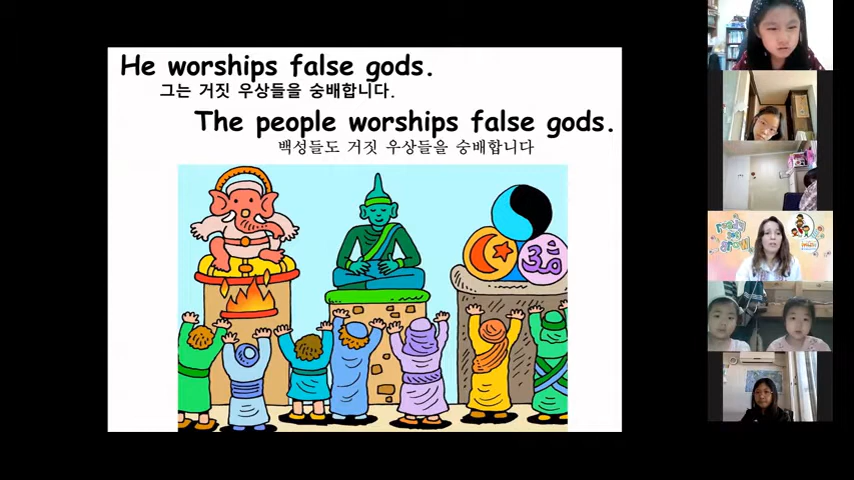 He worships false gods.
그는 거짓 우상들을 숭배합니다.
The people worships false gods.
백성들도 거짓 우상들을 숭배합니다